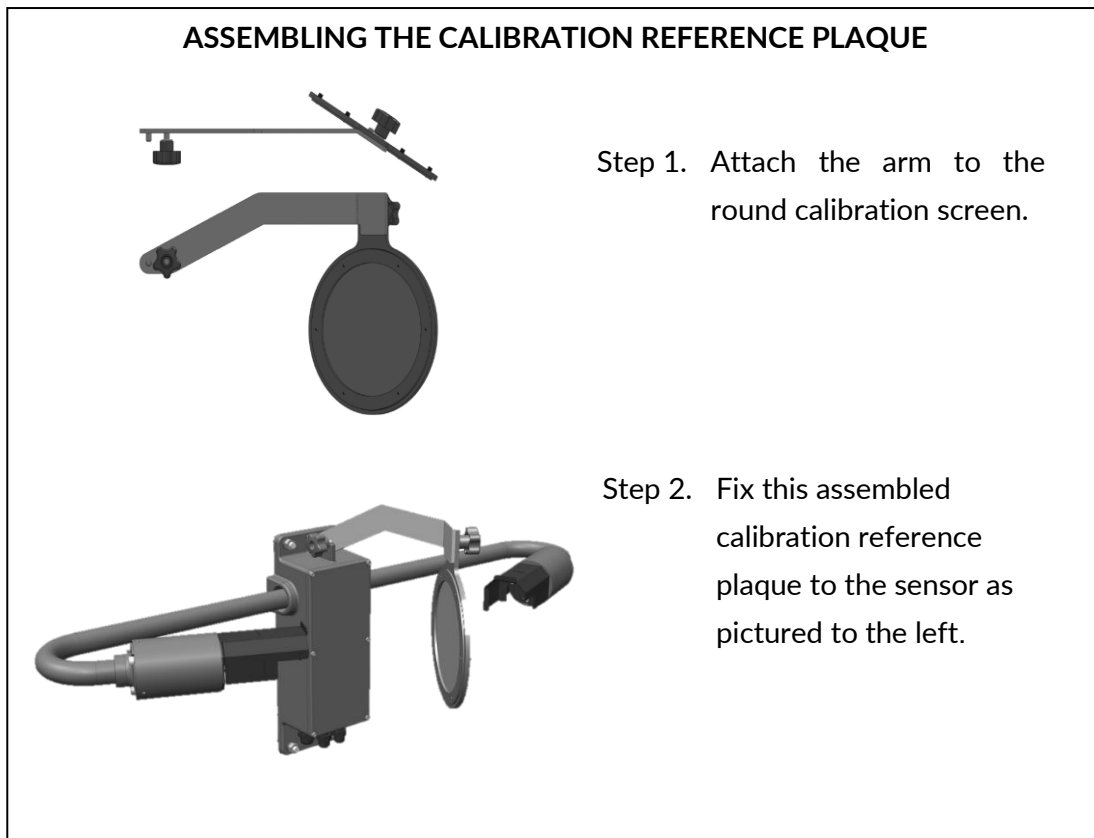 ASSEMBLING THE CALIBRATION REFERENCE PLAQUE
Step 1. Attach the arm to the
round calibration screen.
Step 2. Fix this assembled
calibration reference
plaque to the sensor as
pictured to the left.